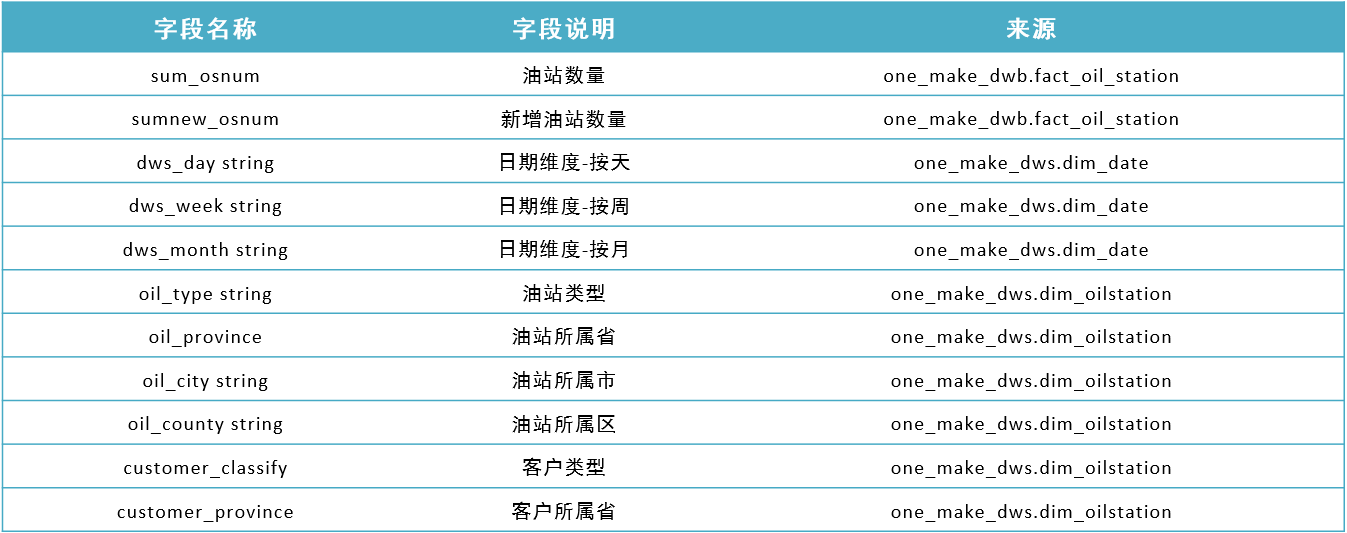 字段名称 字段说明 来源
sum_osnum 油站数量 one_make_dwb.fact_oil_station
sumnew_osnum 新增油站数量 one_make_dwb.fact_oil_station
dws_day string 日期维度-按天 one_make_dws.dim_date
dws_week string 日期维度-按周 one_make_dws.dim_date
dws_month string 日期维度-按月 one_make_dws.dim_date
oil_type string 油站类型 one_make_dws.dim_oilstation
oil_province 油站所属省 one_make_dws.dim_oilstation
oil_city string 油站所属市 one_make_dws.dim_oilstation
oil_county string 油站所属区 one_make_dws.dim_oilstation
customer_classify 客户类型 one_make_dws.dim_oilstation
customer_province 客户所属省 one_make_dws.dim_oilstation